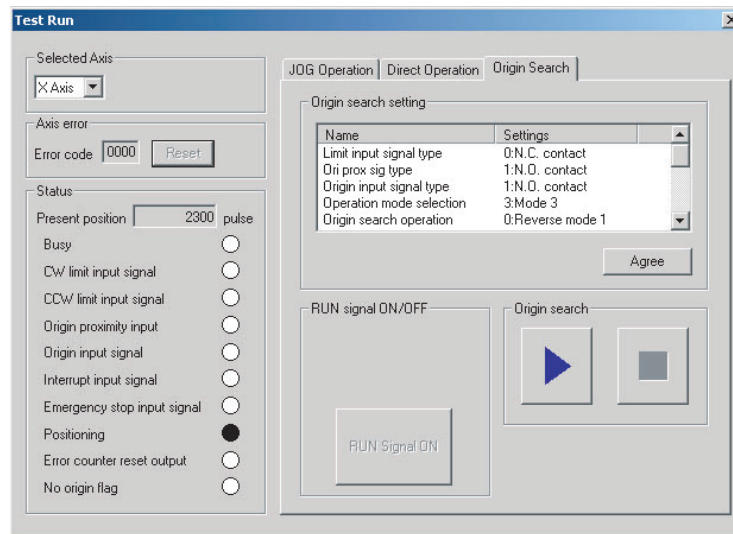 Test Run
Selected Axis
X Axis
Axis error
Error code 0000 Reset
Status
Present position 2300 pulse
Busy
CW limit input signal
CCW limit input signal
Origin proximity input
Origin input signal
Interrupt input signal
Emergency stop input signal
Positioning
Error counter reset output
No origin flag
JOG Operation Direct Operation Origin Search
Origin search setting
Name Settings
Limit input signal type 0:N.C. contact
Ori prox sig type 1:N.O. contact
Origin input signal type 1:N.O. contact
Operation mode selection 3:Mode 3
Origin search operation 0:Reverse mode 1
Agree
RUN signal ON/OFF
RUN Signal ON
Origin search